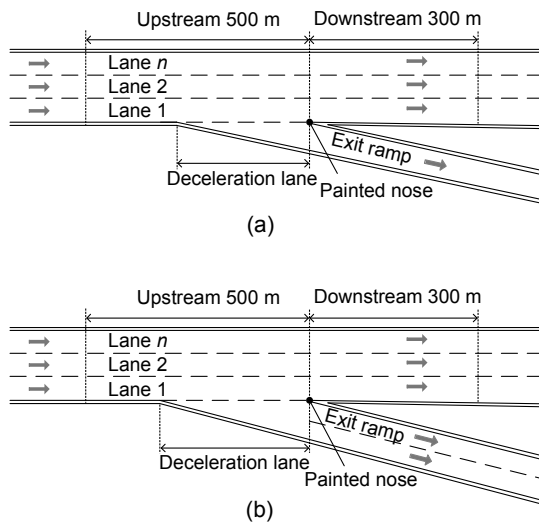 Upstream 500 m
Downstream 300 m
Lane n
Lane 2
Lane 1
Exit ramp
Deceleration lane
Painted nose
(a)
Upstream 500 m
Downstream 300 m
Lane n
Lane 2
Lane 1
Exit ramp
Deceleration lane
Painted nose
(b)